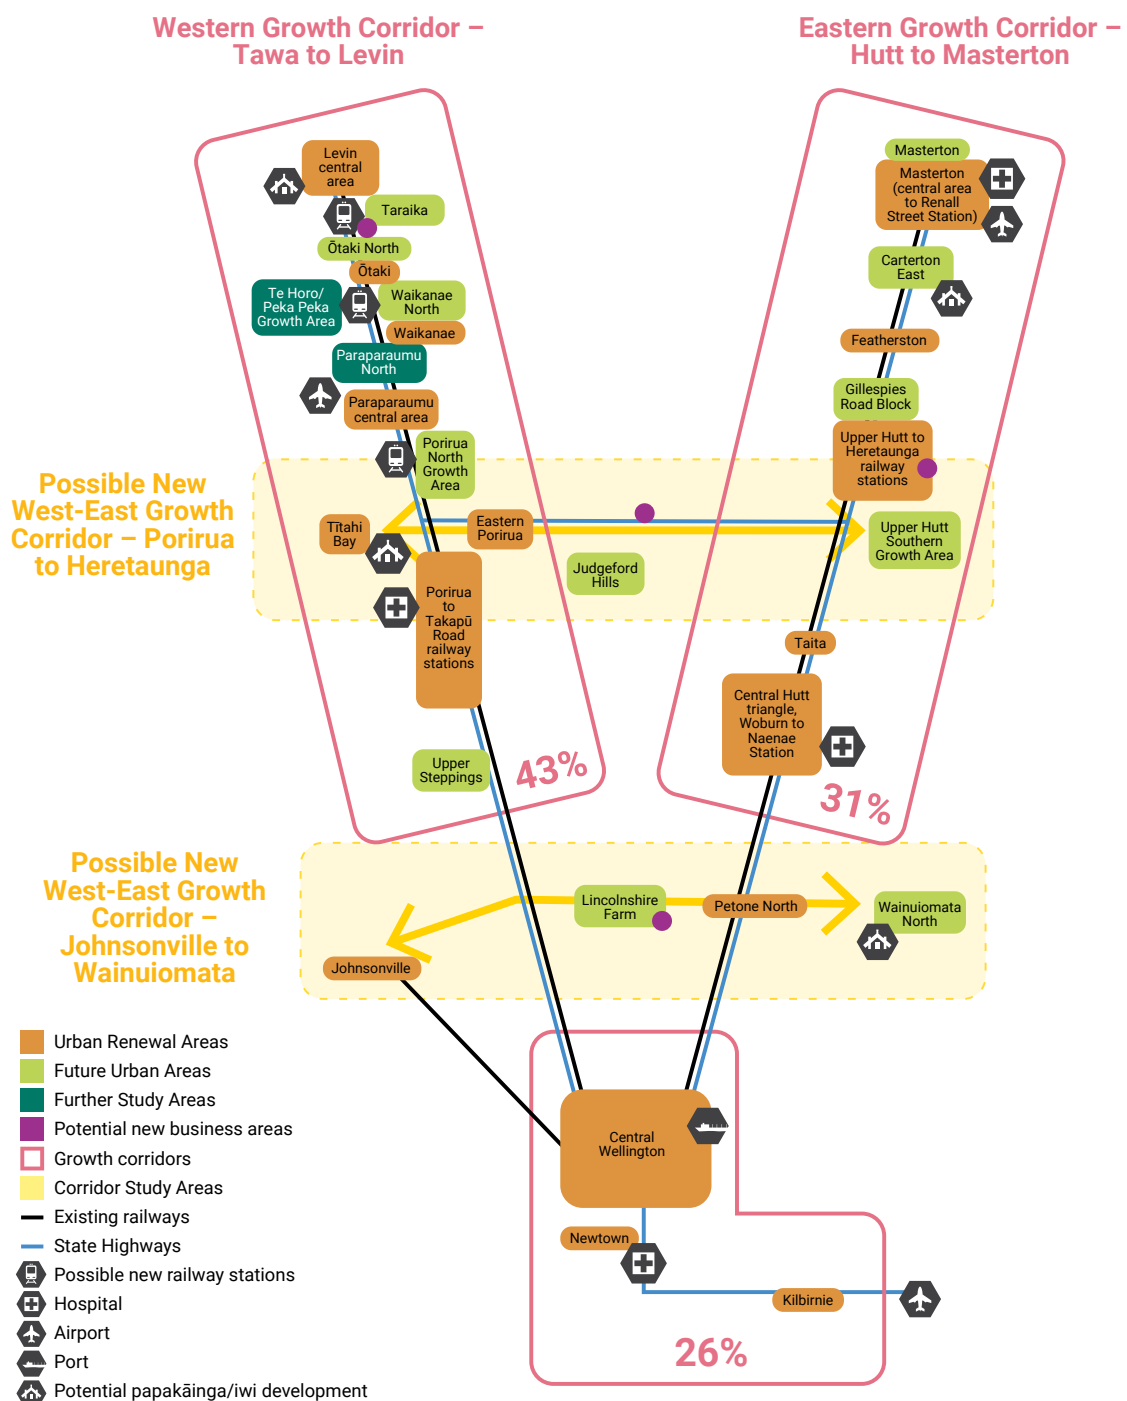 Western Growth Corridor –
Tawa to Levin
Eastern Growth Corridor –
Hutt to Masterton
Levin
central
area
Taraika
Ōtaki North
Ōtaki
Te Horo/
Peka Peka
Growth Area
Waikanae
North
Waikanae
Paraparaumu
North
Paraparaumu
central area
Porirua
North
Growth
Area
Masterton
Masterton
(central area
to Renall
Street Station)
Carterton
East
Featherston
Gillespies
Road Block
Upper Hutt to
Heretaunga
railway
stations
Possible New
West-East Growth
Corridor – Porirua
to Heretaunga
Tītahi
Bay
Eastern
Porirua
Judgeford
Hills
Upper Hutt
Southern
Growth Area
Porirua
to
Takapū
Road
railway
stations
Taita
Central Hutt
triangle,
Woburn to
Naenae
Station
Upper
Steppings
43%
31%
Possible New
West-East Growth
Corridor –
Johnsonville to
Wainuiomata
Lincolnshire
Farm
Petone North
Wainuiomata
North
Johnsonville
Central
Wellington
Newtown
Kilbirnie
26%
Urban Renewal Areas
Future Urban Areas
Further Study Areas
Potential new business areas
Growth corridors
Corridor Study Areas
Existing railways
State Highways
Possible new railway stations
Hospital
Airport
Port
Potential papakāinga/iwi development